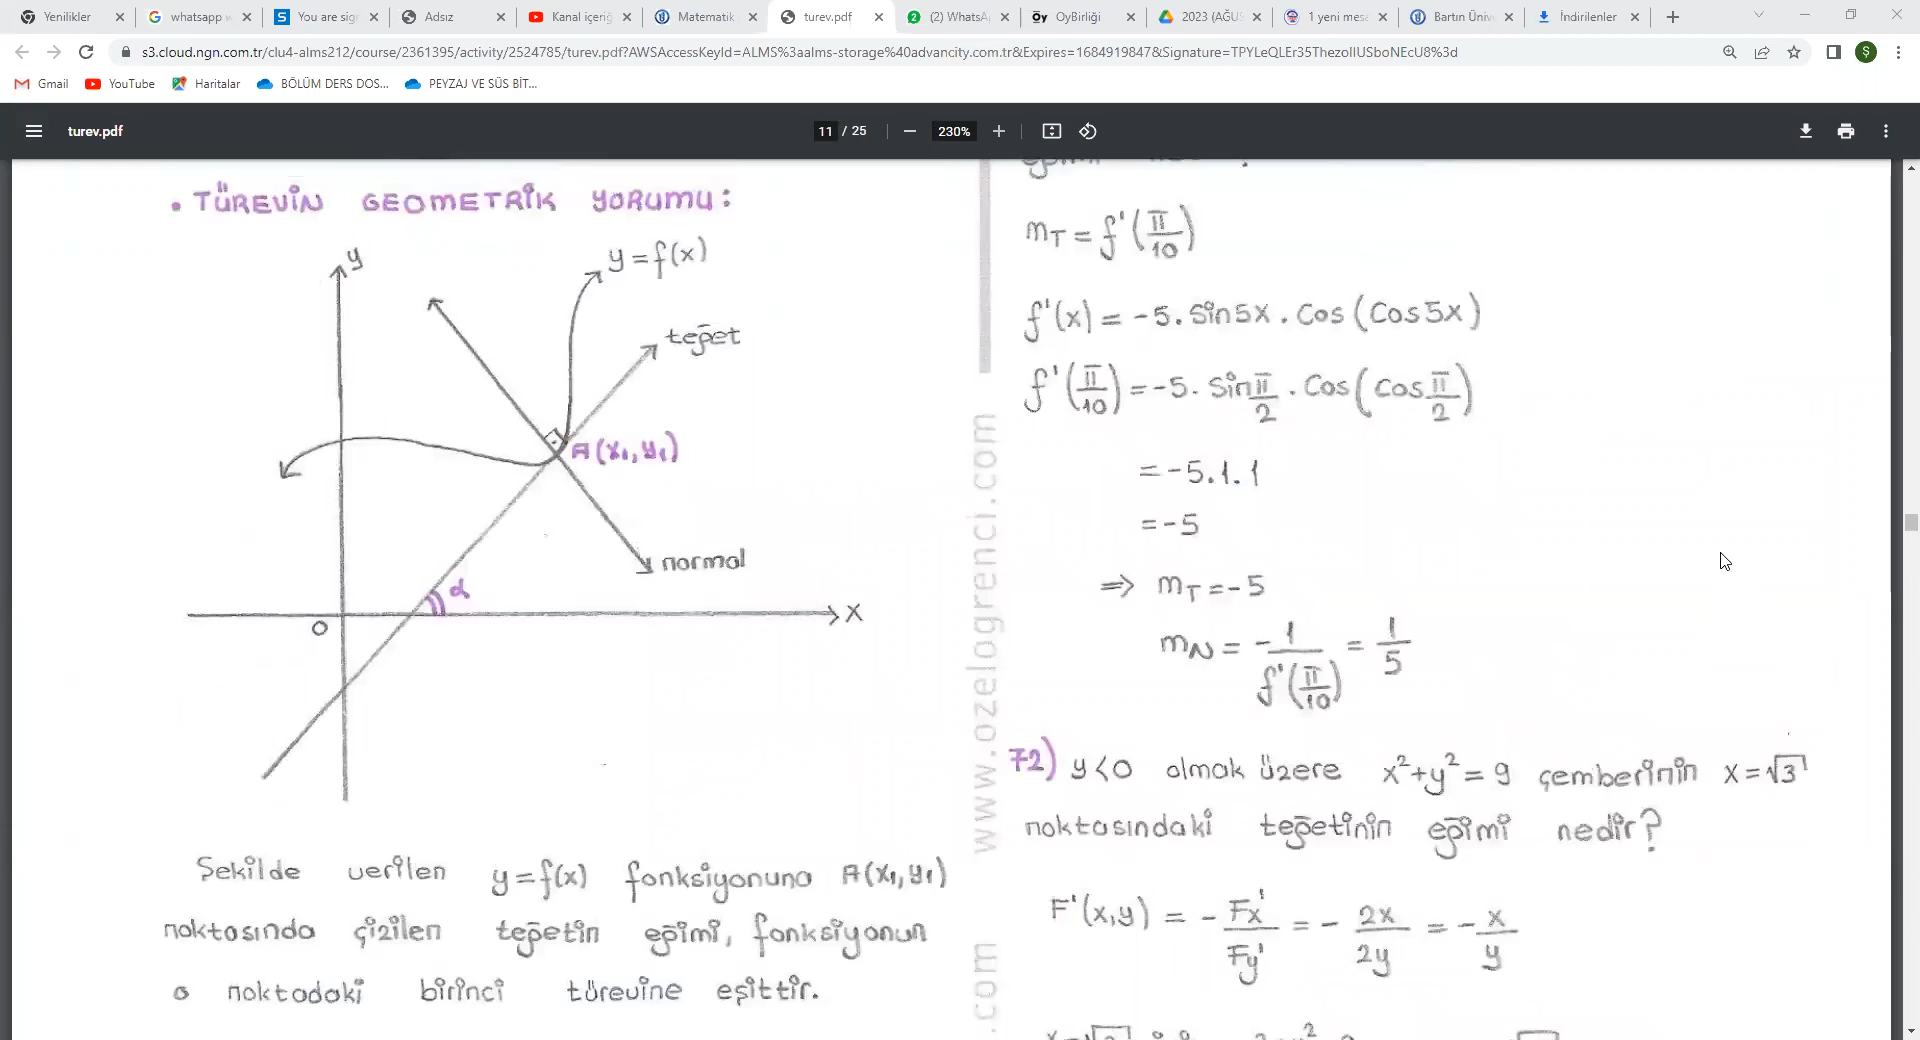 Yenilikler
whatsapp w
You are sig
Adsız
Kanal içeriğ
Matematik
turev.pdf
(2) WhatsA
OyBirliği
2023 (AĞUS
1 yeni mesa
Bartın Üniv
İndirilenler
s3.cloud.ngn.com.tr/clu4-alms212/course/2361395/activity/2524785/turev.pdf?AWSAccessKeyId=ALMS%3aalms-storage%40advancity.com.tr&Expires=1684919847&Signature=TPYLeQLEr35ThezoIIUSboNEcU8%3d
Gmail
YouTube
Haritalar
BÖLÜM DERS DOS...
PEYZAJ VE SÜS BİT...
turev.pdf
11 / 25
230%
• TÜREVİN GEOMETRİK YORUMU:
y
y = f(x)
teğet
A(x₁, y₁)
normal
α
O
x
Şekilde verilen y = f(x) fonksiyonuna A(x₁, y₁)
noktasında çizilen teğetin eğimi, fonksiyonun
o noktadaki birinci türevine eşittir.
www.ozelogrenci.com
.com
m_T = f'(π/10)
f'(x) = -5.Sin5x . Cos(Cos5x)
f'(π/10) = -5. Sin π/2 . Cos(Cos π/2)
= -5.1.1
= -5
⇒ m_T = -5
m_N = -1/f'(π/10) = 1/5
72) y<0 olmak üzere x²+y² = 9 çemberinin x = √3
noktasındaki teğetinin eğimi nedir?
F'(x,y) = - Fx'/Fy' = - 2x/2y = - x/y